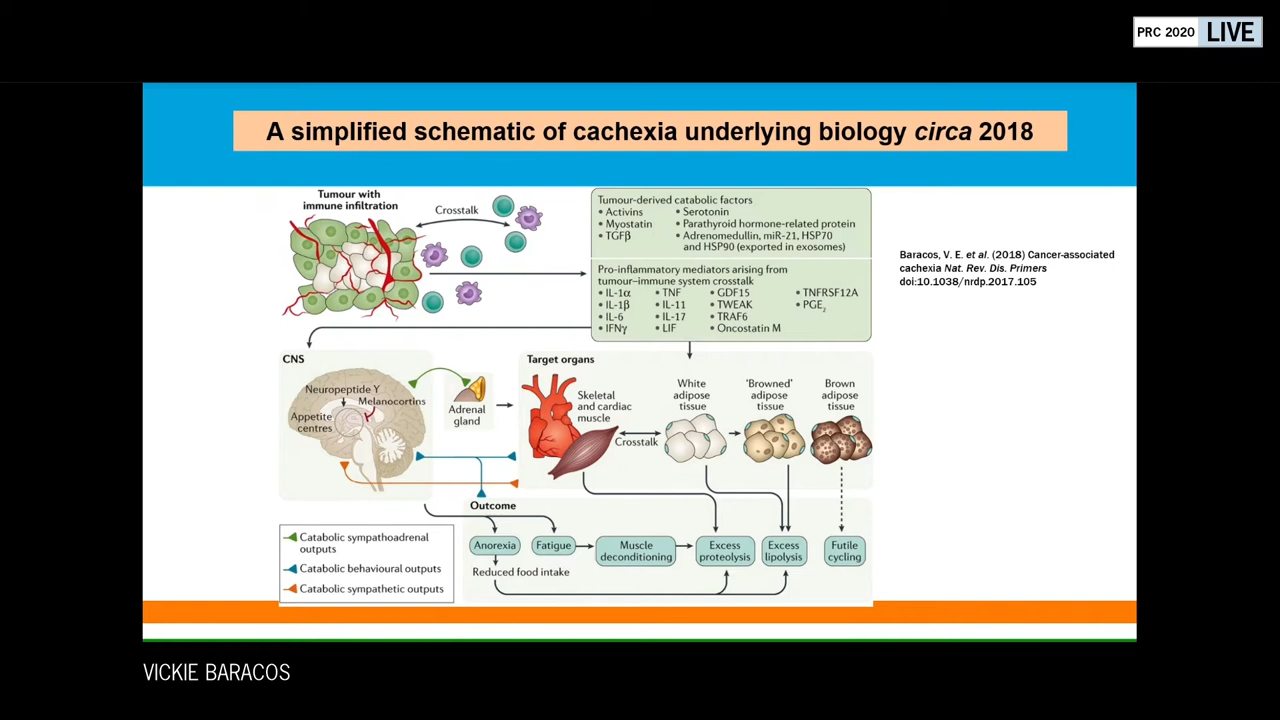 PRC 2020 LIVE
A simplified schematic of cachexia underlying biology circa 2018
Tumour with
immune infiltration
Crosstalk
Tumour-derived catabolic factors
• Activins • Serotonin
• Myostatin • Parathyroid hormone-related protein
• TGFβ • Adrenomedullin, miR-21, HSP70
and HSP90 (exported in exosomes)
Pro-inflammatory mediators arising from
tumour–immune system crosstalk
• IL-1α • TNF • GDF15 • TNFRSF12A
• IL-1β • IL-11 • TWEAK • PGE₂
• IL-6 • IL-17 • TRAF6
• IFNγ • LIF • Oncostatin M
Baracos, V. E. et al. (2018) Cancer-associated
cachexia Nat. Rev. Dis. Primers
doi:10.1038/nrdp.2017.105
CNS
Neuropeptide Y
Melanocortins
Appetite
centres
Adrenal
gland
Target organs
Skeletal
and cardiac
muscle
Crosstalk
White
adipose
tissue
'Browned'
adipose
tissue
Brown
adipose
tissue
Outcome
Anorexia
Fatigue
Muscle
deconditioning
Excess
proteolysis
Excess
lipolysis
Futile
cycling
Reduced food intake
Catabolic sympathoadrenal
outputs
Catabolic behavioural outputs
Catabolic sympathetic outputs
VICKIE BARACOS